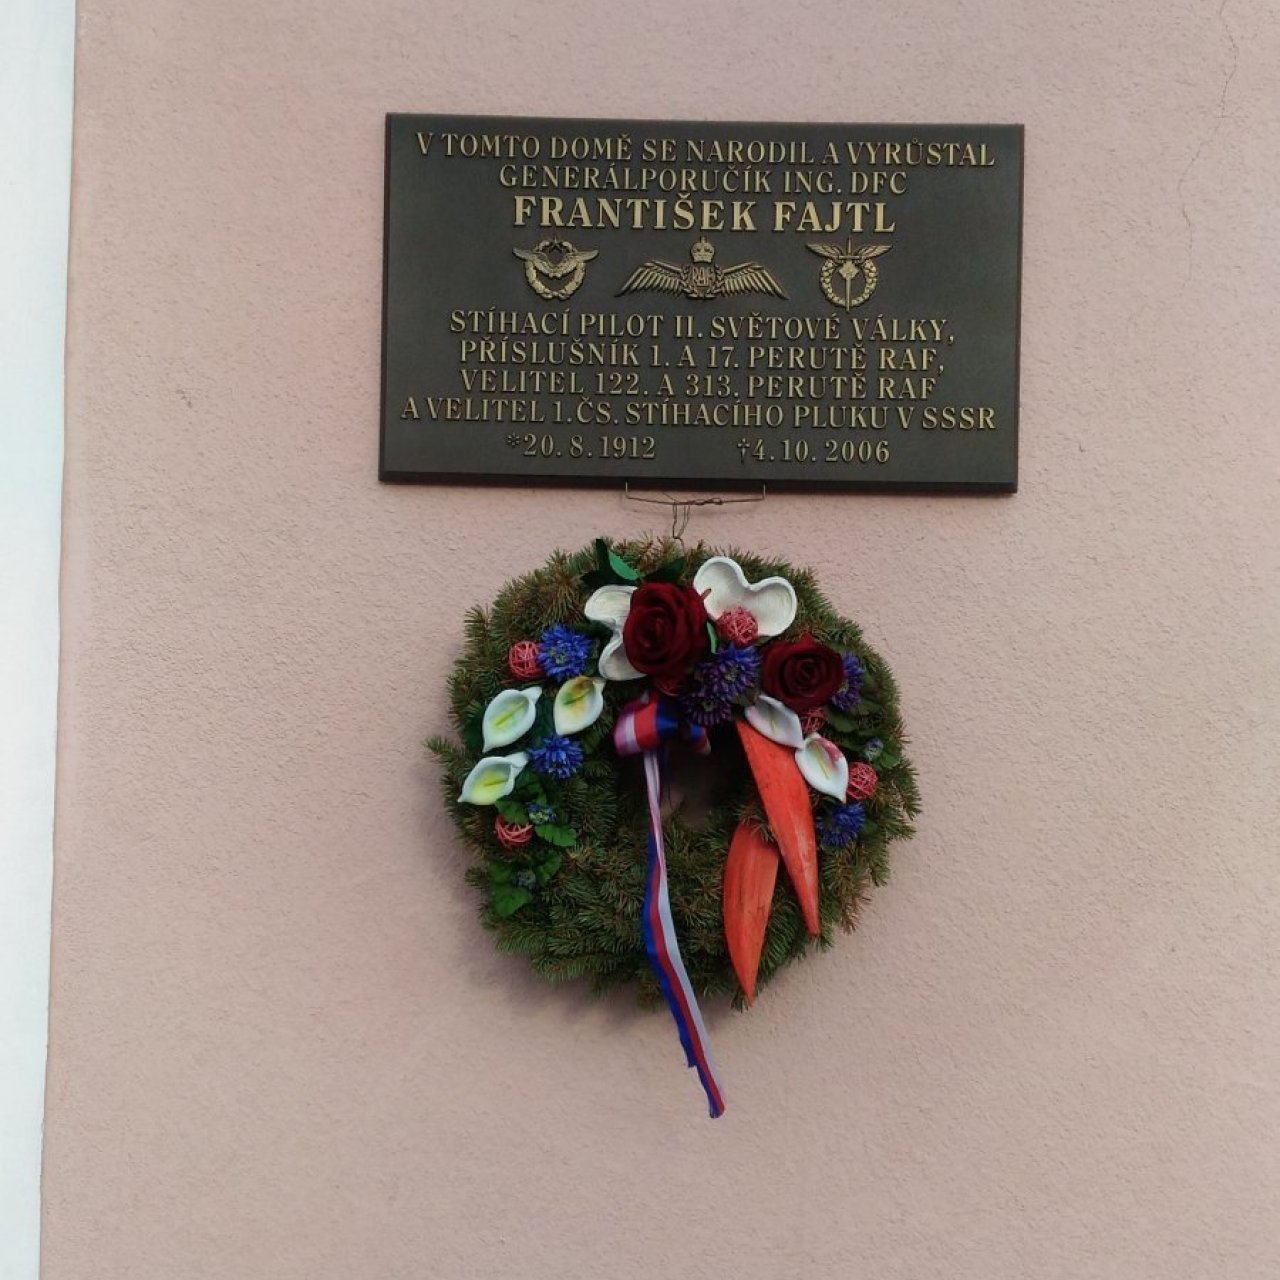 V TOMTO DOMĚ SE NARODIL A VYRŮSTAL
GENERÁLPORUČÍK ING. DFC
FRANTIŠEK FAJTL
RAF
STÍHACÍ PILOT II. SVĚTOVÉ VÁLKY,
PŘÍSLUŠNÍK 1. A 17. PERUTĚ RAF,
VELITEL 122. A 313. PERUTĚ RAF
A VELITEL 1. ČS. STÍHACÍHO PLUKU V SSSR
*20. 8. 1912 †4. 10. 2006